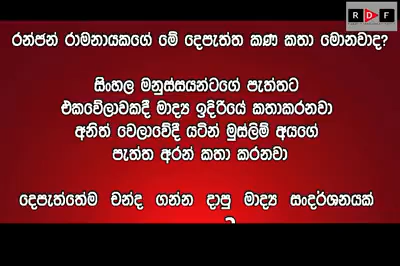 RDF
රන්ජන් රාමනායකගේ මේ දෙපැත්ත කණ කතා මොනවාද?
සිංහල මනුස්සයන්ටගේ පැත්තට
එකවේලාවකදී මාද්‍ය ඉදිරියේ කතාකරනවා
අනිත් වෙලාවේදී යටින් මුස්ලිම් අයගේ
පැත්ත අරන් කතා කරනවා
දෙපැත්තේම චන්ද ගන්න දාපු මාද්‍ය සංදර්ශනයක්